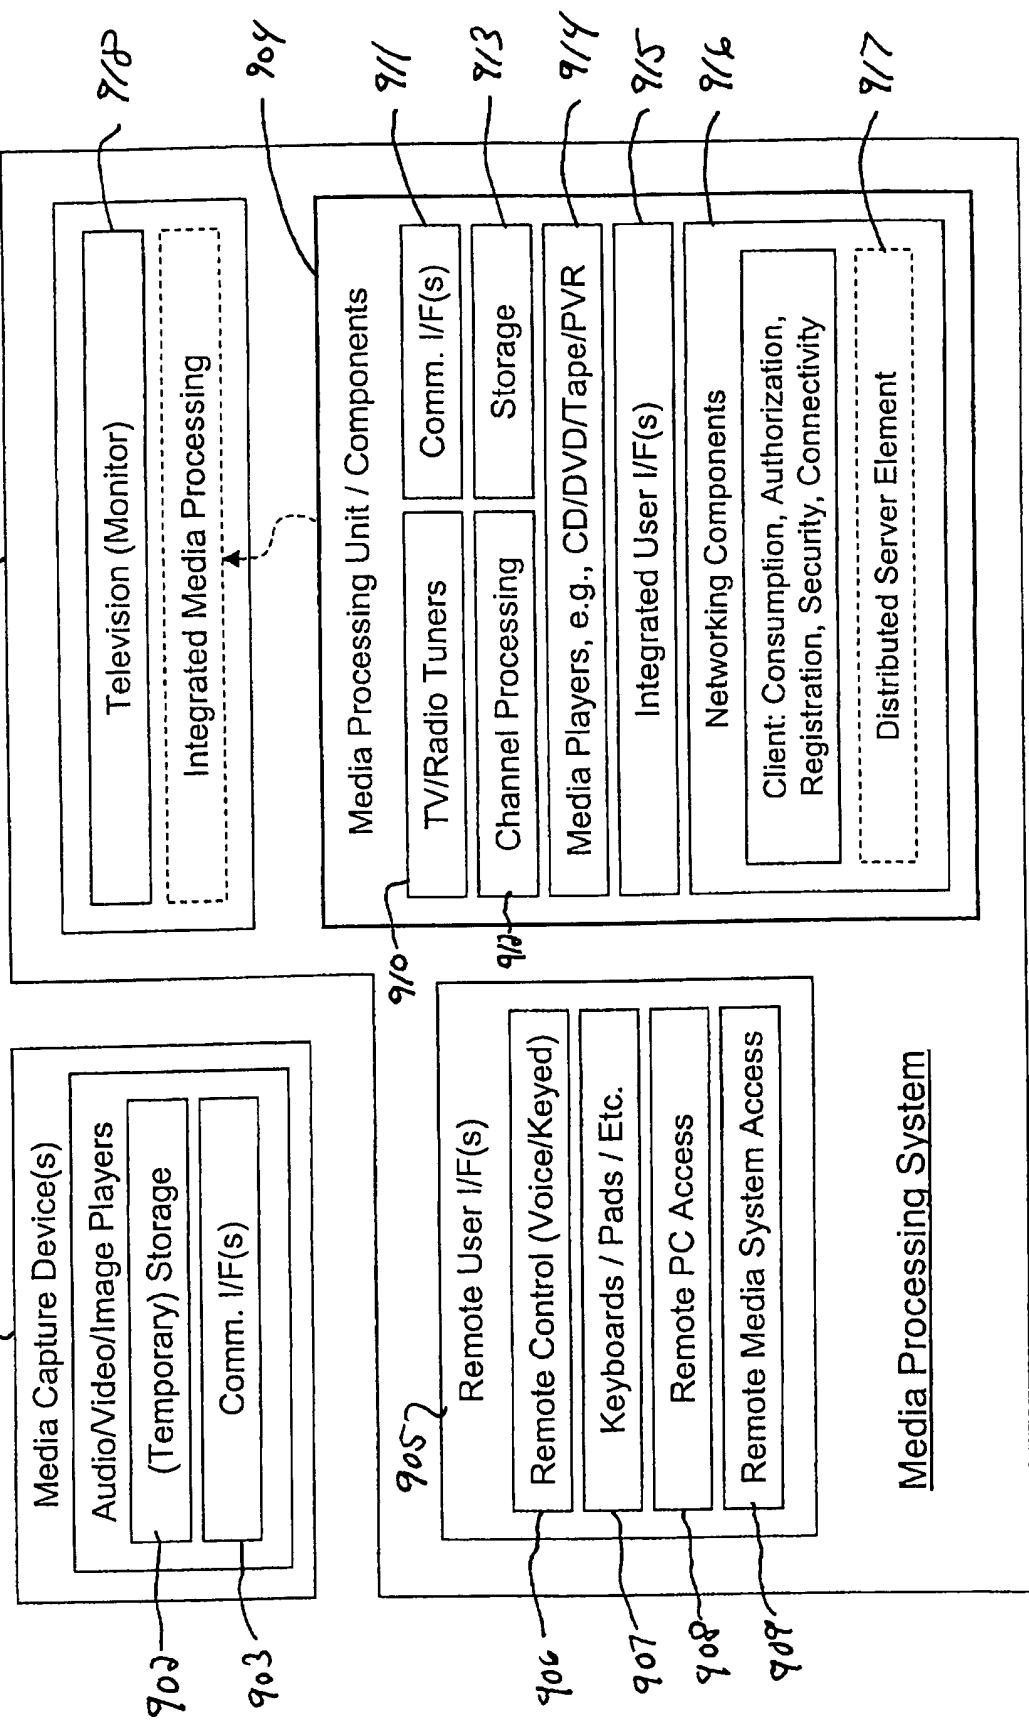 Media Capture Device(s)
Audio/Video/Image Players
(Temporary) Storage
Comm. I/F(s)
902
903
Television (Monitor)
Integrated Media Processing
918
904
Media Processing Unit / Components
TV/Radio Tuners
Comm. I/F(s)
Channel Processing
Storage
Media Players, e.g., CD/DVD/Tape/PVR
Integrated User I/F(s)
Networking Components
Client: Consumption, Authorization,
Registration, Security, Connectivity
Distributed Server Element
910
911
912
913
914
915
916
917
905
Remote User I/F(s)
Remote Control (Voice/Keyed)
Keyboards / Pads / Etc.
Remote PC Access
Remote Media System Access
906
907
908
909
Media Processing System